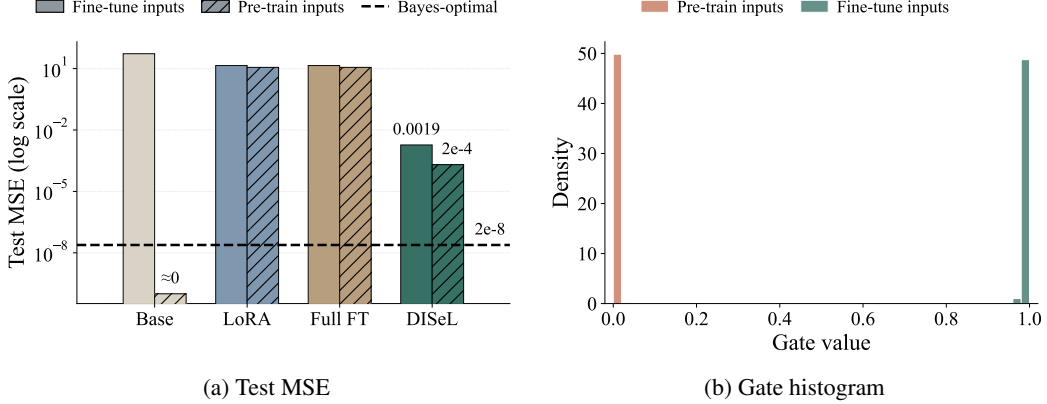 Fine-tune inputs Pre-train inputs Bayes-optimal
Test MSE (log scale)
10^1
10^-2
10^-5
10^-8
≈0
0.0019
2e-4
2e-8
Base LoRA Full FT DISeL
(a) Test MSE
Pre-train inputs Fine-tune inputs
Density
50
40
30
20
10
0
0.0 0.2 0.4 0.6 0.8 1.0
Gate value
(b) Gate histogram